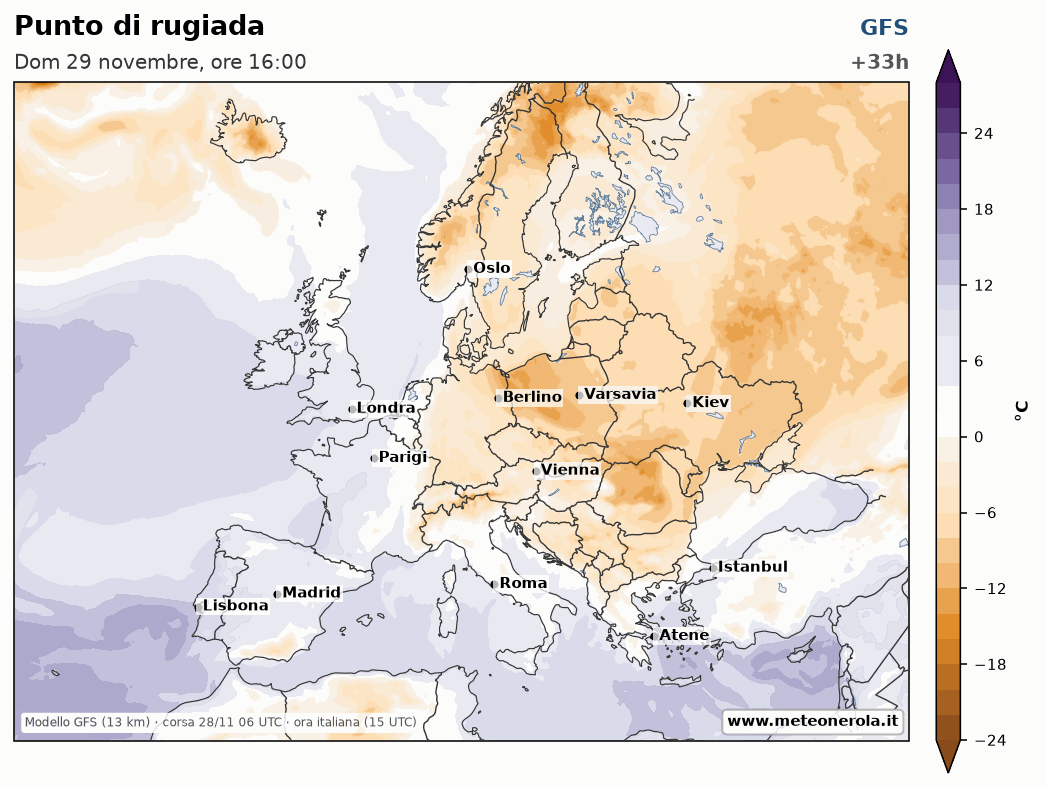 Punto di rugiada
GFS
Dom 29 novembre, ore 16:00
+33h
24
18
12
6
0
−6
−12
−18
−24
°C
Oslo
Londra
Berlino
Varsavia
Kiev
Parigi
Vienna
Istanbul
Roma
Madrid
Lisbona
Atene
Modello GFS (13 km) · corsa 28/11 06 UTC · ora italiana (15 UTC)
www.meteonerola.it